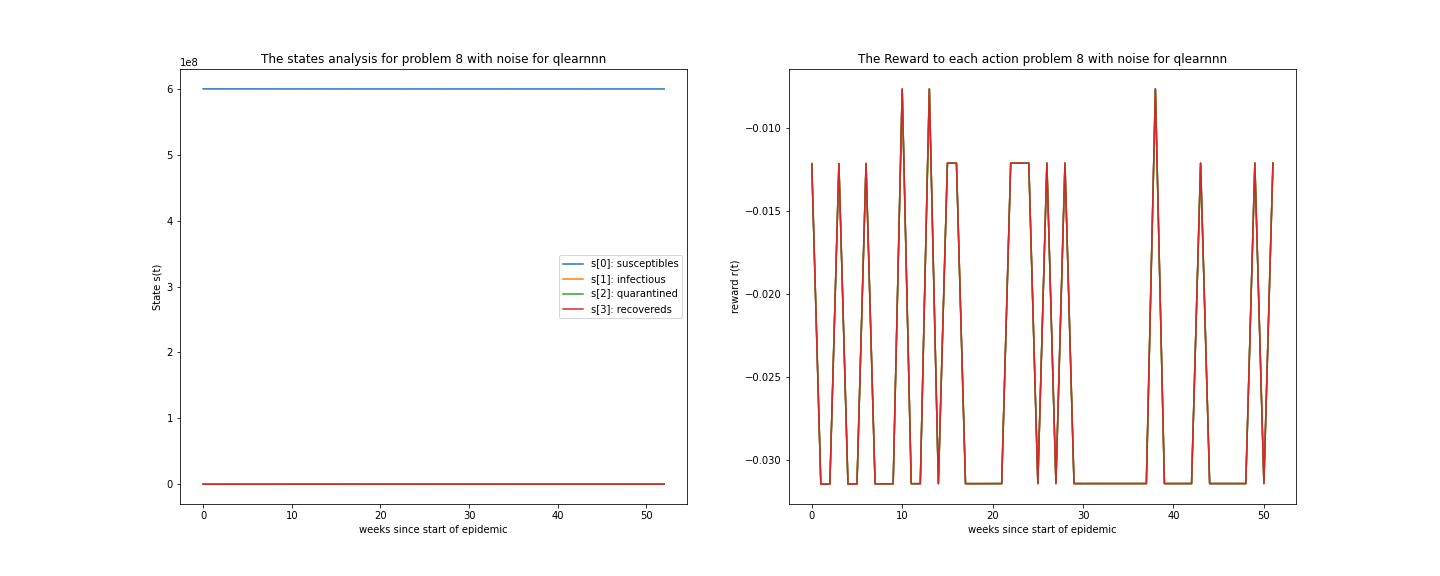 The states analysis for problem 8 with noise for qlearnnn
1e8
6
5
4
3
2
1
0
State s(t)
s[0]: susceptibles
s[1]: infectious
s[2]: quarantined
s[3]: recovereds
0 10 20 30 40 50
weeks since start of epidemic
The Reward to each action problem 8 with noise for qlearnnn
−0.010
−0.015
−0.020
−0.025
−0.030
reward r(t)
0 10 20 30 40 50
weeks since start of epidemic